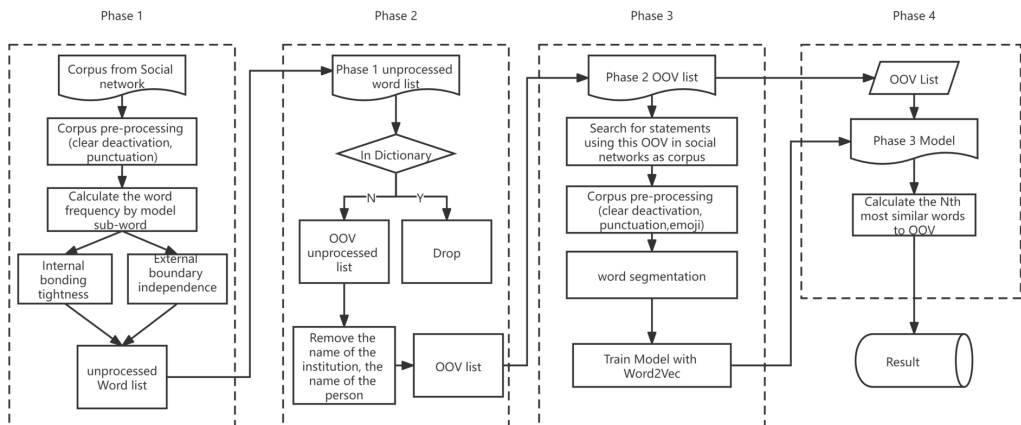 Phase 1
Phase 2
Phase 3
Phase 4
Corpus from Social
network
Corpus pre-processing
(clear deactivation,
punctuation)
Calculate the word
frequency by model
sub-word
Internal
bonding
tightness
External
boundary
independence
unprocessed
Word list
Phase 1 unprocessed
word list
In Dictionary
N
Y
OOV
unprocessed
list
Drop
Remove the
name of the
institution, the
name of the
person
OOV list
Phase 2 OOV list
Search for statements
using this OOV in social
networks as corpus
Corpus pre-processing
(clear deactivation,
punctuation,emoji)
word segmentation
Train Model with
Word2Vec
OOV List
Phase 3 Model
Calculate the Nth
most similar words
to OOV
Result